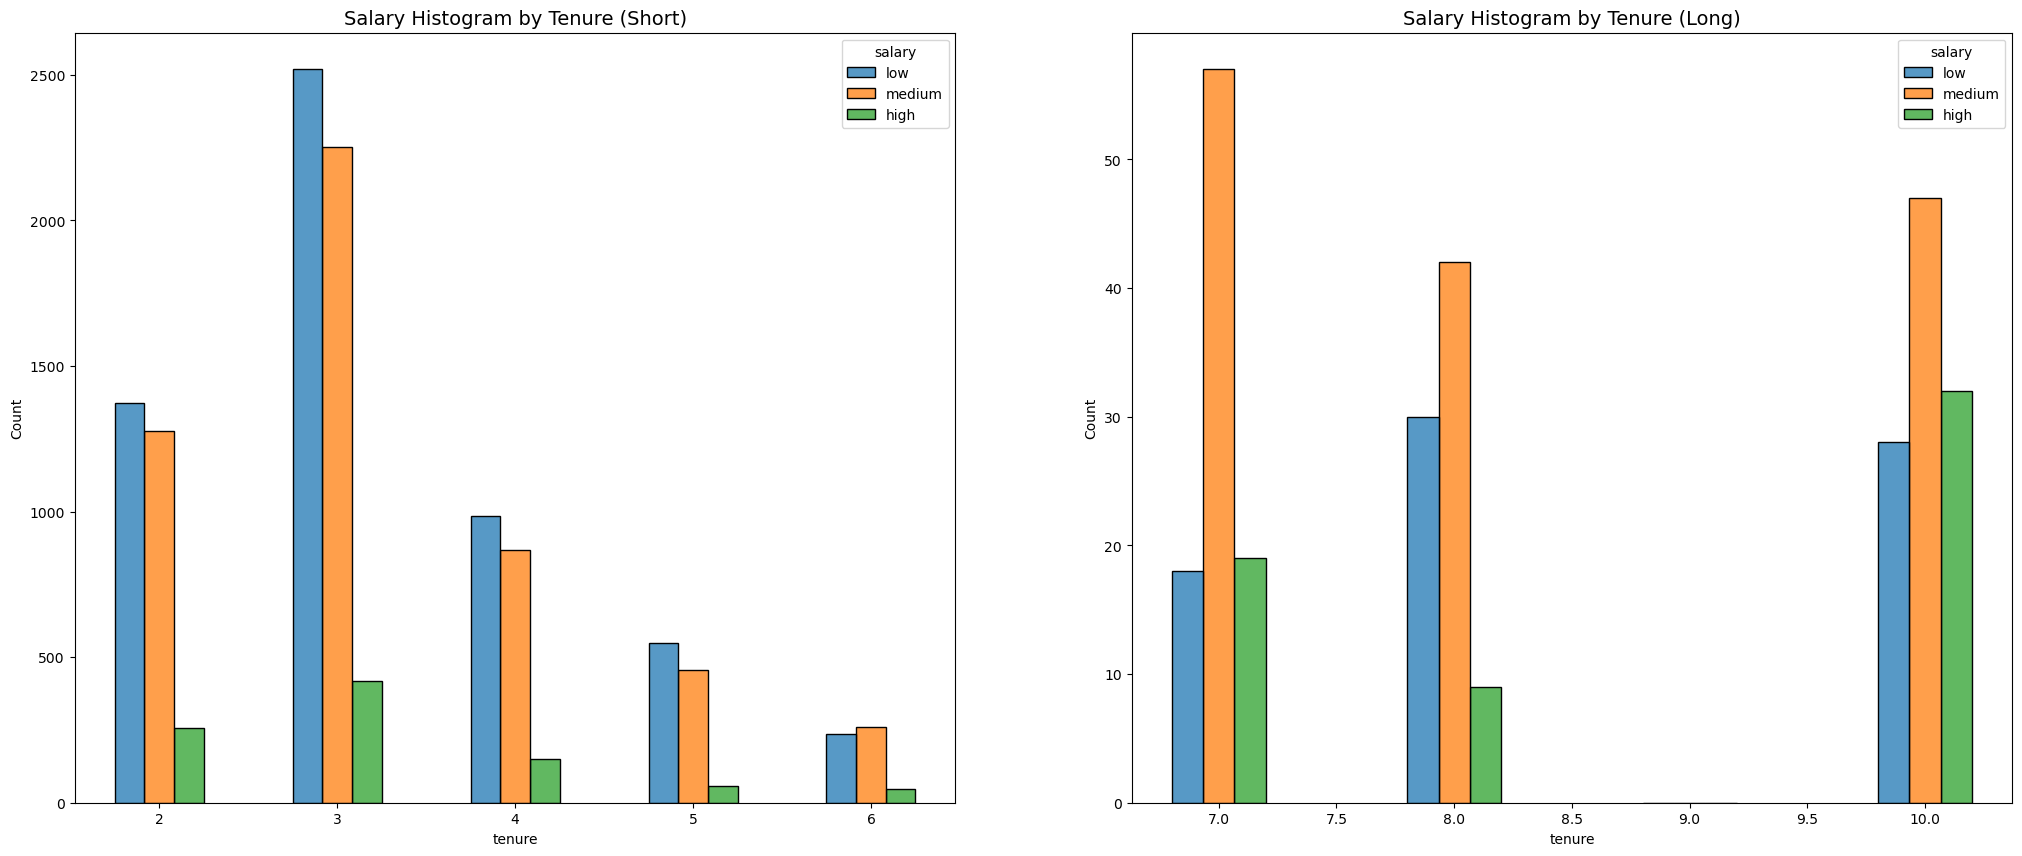 Salary Histogram by Tenure (Short)
salary
low
medium
high
2500
2000
1500
1000
500
0
Count
2 3 4 5 6
tenure
Salary Histogram by Tenure (Long)
salary
low
medium
high
50
40
30
20
10
0
Count
7.0 7.5 8.0 8.5 9.0 9.5 10.0
tenure